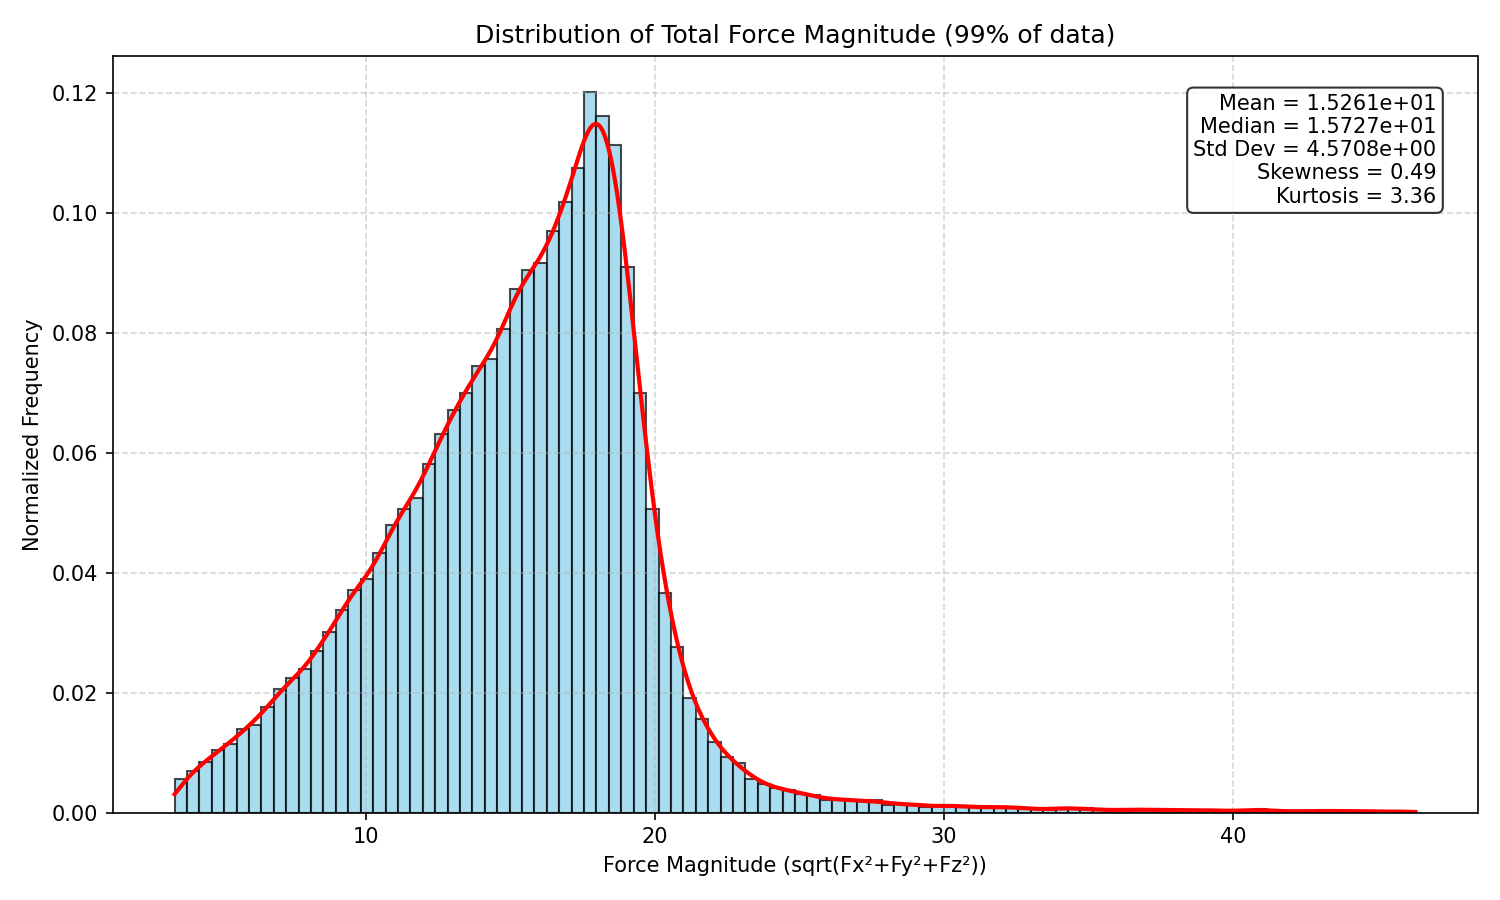 Distribution of Total Force Magnitude (99% of data)
Mean = 1.5261e+01
Median = 1.5727e+01
Std Dev = 4.5708e+00
Skewness = 0.49
Kurtosis = 3.36
Normalized Frequency
0.12
0.10
0.08
0.06
0.04
0.02
0.00
10
20
30
40
Force Magnitude (sqrt(Fx²+Fy²+Fz²))